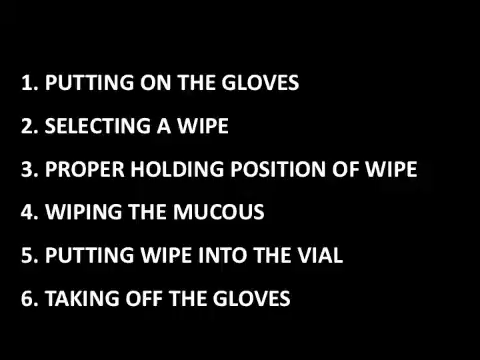 1. PUTTING ON THE GLOVES
2. SELECTING A WIPE
3. PROPER HOLDING POSITION OF WIPE
4. WIPING THE MUCOUS
5. PUTTING WIPE INTO THE VIAL
6. TAKING OFF THE GLOVES